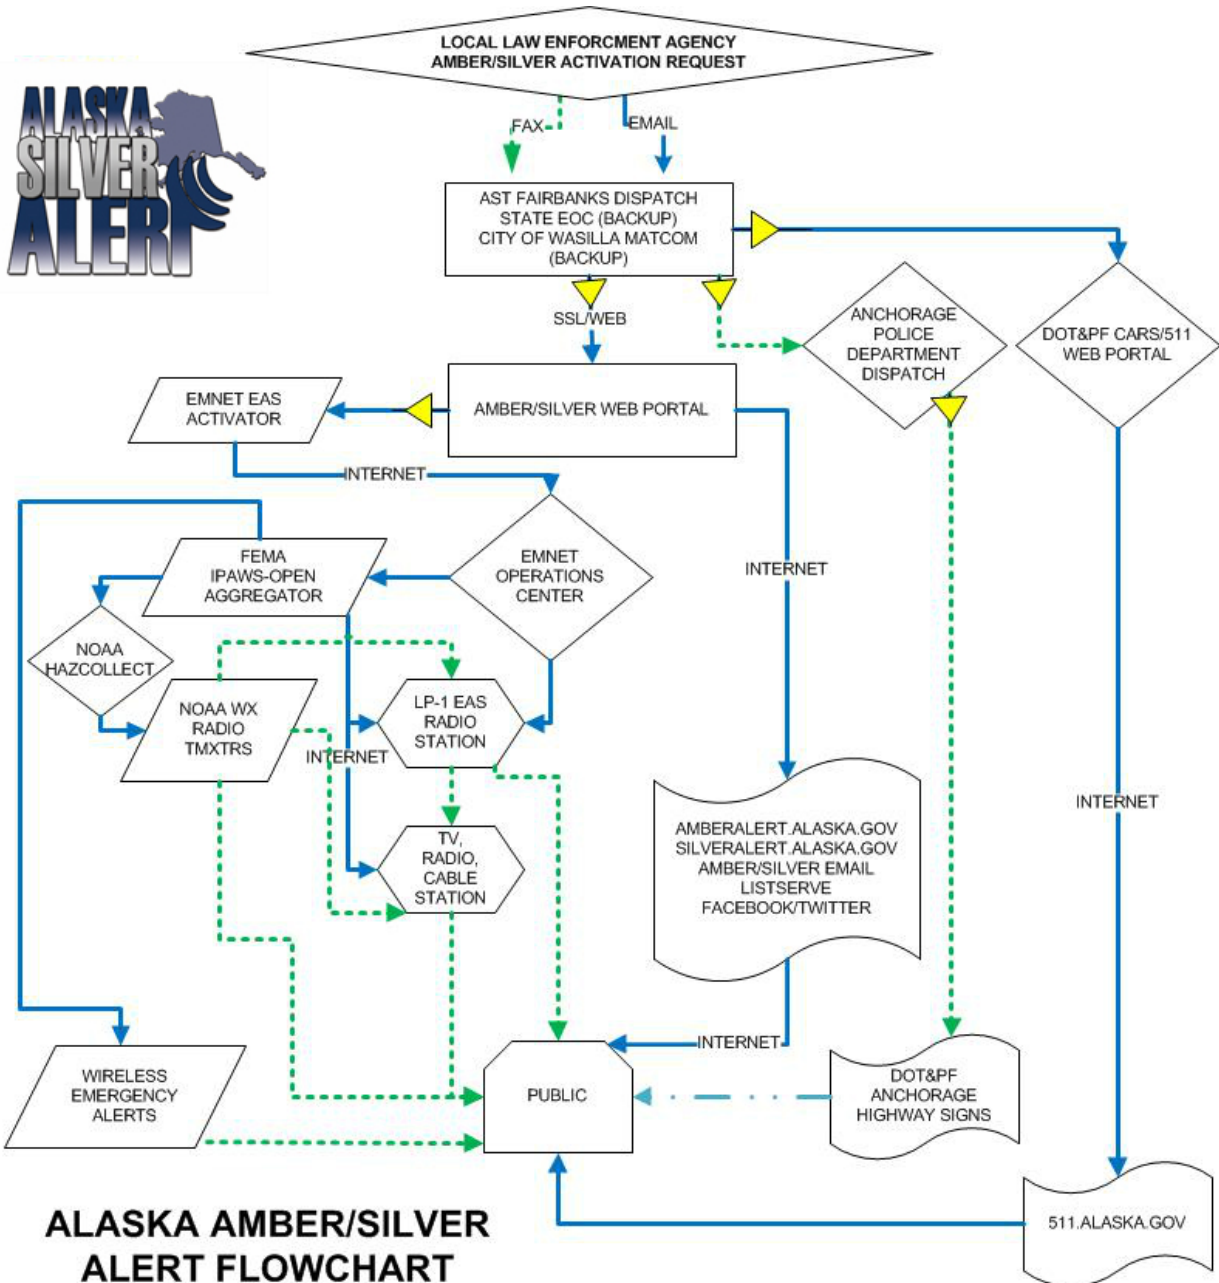 LOCAL LAW ENFORCMENT AGENCY
AMBER/SILVER ACTIVATION REQUEST
ALASKA
SILVER
ALERT
FAX
EMAIL
AST FAIRBANKS DISPATCH
STATE EOC (BACKUP)
CITY OF WASILLA MATCOM
(BACKUP)
SSL/WEB
ANCHORAGE
POLICE
DEPARTMENT
DISPATCH
DOT&PF CARS/511
WEB PORTAL
EMNET EAS
ACTIVATOR
AMBER/SILVER WEB PORTAL
INTERNET
FEMA
IPAWS-OPEN
AGGREGATOR
EMNET
OPERATIONS
CENTER
INTERNET
NOAA
HAZCOLLECT
NOAA WX
RADIO
TMXTRS
LP-1 EAS
RADIO
STATION
INTERNET
INTERNET
TV,
RADIO,
CABLE
STATION
AMBERALERT.ALASKA.GOV
SILVERALERT.ALASKA.GOV
AMBER/SILVER EMAIL
LISTSERVE
FACEBOOK/TWITTER
INTERNET
WIRELESS
EMERGENCY
ALERTS
PUBLIC
DOT&PF
ANCHORAGE
HIGHWAY SIGNS
511.ALASKA.GOV
ALASKA AMBER/SILVER
ALERT FLOWCHART